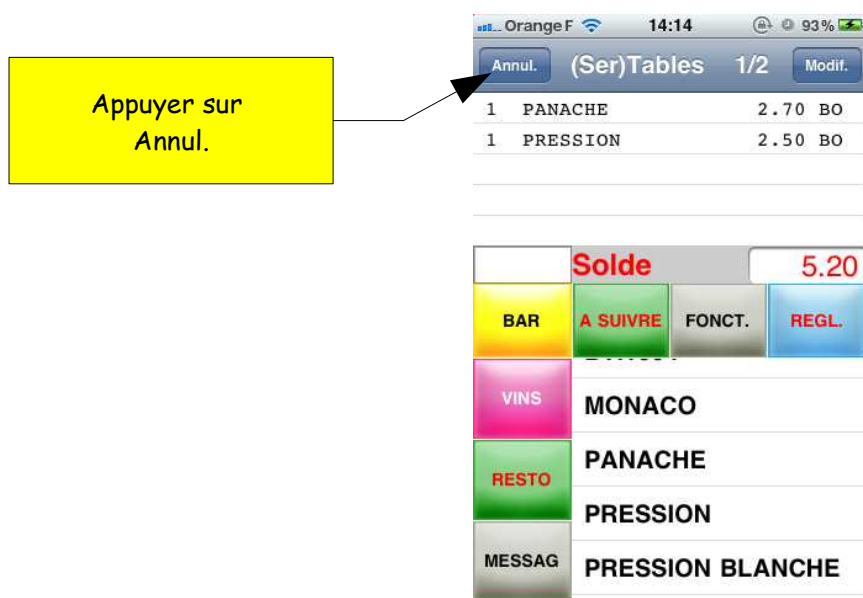 Orange F 14:14 93%
Annul. (Ser)Tables 1/2 Modif.
Appuyer sur
Annul.
1 PANACHE 2.70 BO
1 PRESSION 2.50 BO
Solde 5.20
BAR A SUIVRE FONCT. REGL.
VINS
MONACO
RESTO
PANACHE
PRESSION
MESSAG
PRESSION BLANCHE